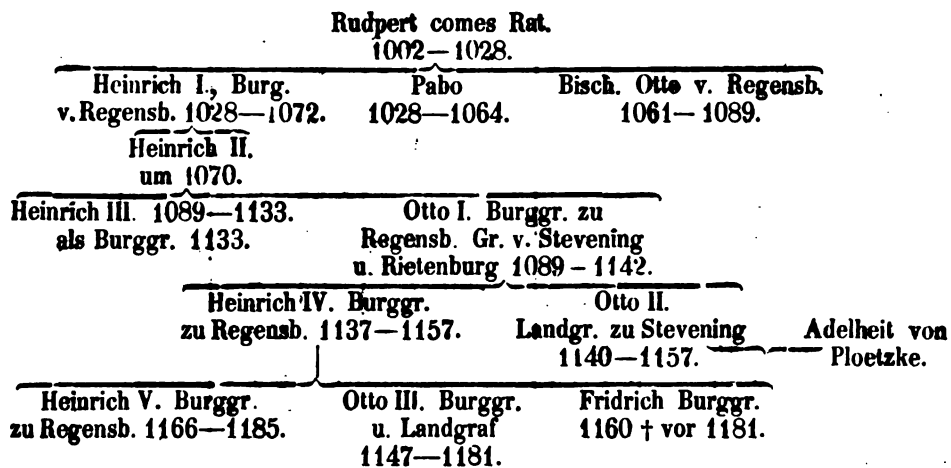 Rudpert comes Rat.
1002—1028.
Heinrich I., Burg.
v. Regensb. 1028—1072.
Pabo
1028—1064.
Bisch. Otto v. Regensb.
1061—1089.
Heinrich II.
um 1070.
Heinrich III. 1089—1133.
als Burggr. 1133.
Otto I. Burggr. zu
Regensb. Gr. v. Stevening
u. Rietenburg 1089—1142.
Heinrich IV. Burggr.
zu Regensb. 1137—1157.
Otto II.
Landgr. zu Stevening
1140—1157.
Adelheit von
Ploetzke.
Heinrich V. Burggr.
zu Regensb. 1166—1185.
Otto III. Burggr.
u. Landgraf
1147—1181.
Fridrich Burggr.
1160 † vor 1181.